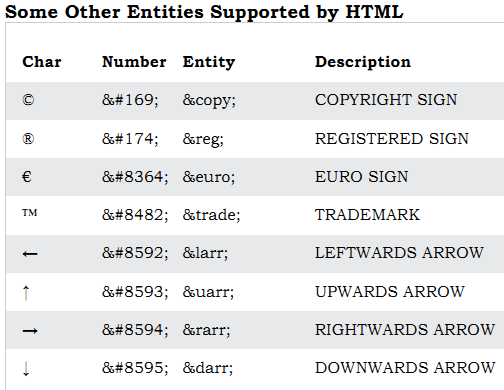 Some Other Entities Supported by HTML
Char Number Entity Description
© &#169; &copy; COPYRIGHT SIGN
® &#174; &reg; REGISTERED SIGN
€ &#8364; &euro; EURO SIGN
™ &#8482; &trade; TRADEMARK
← &#8592; &larr; LEFTWARDS ARROW
↑ &#8593; &uarr; UPWARDS ARROW
→ &#8594; &rarr; RIGHTWARDS ARROW
↓ &#8595; &darr; DOWNWARDS ARROW